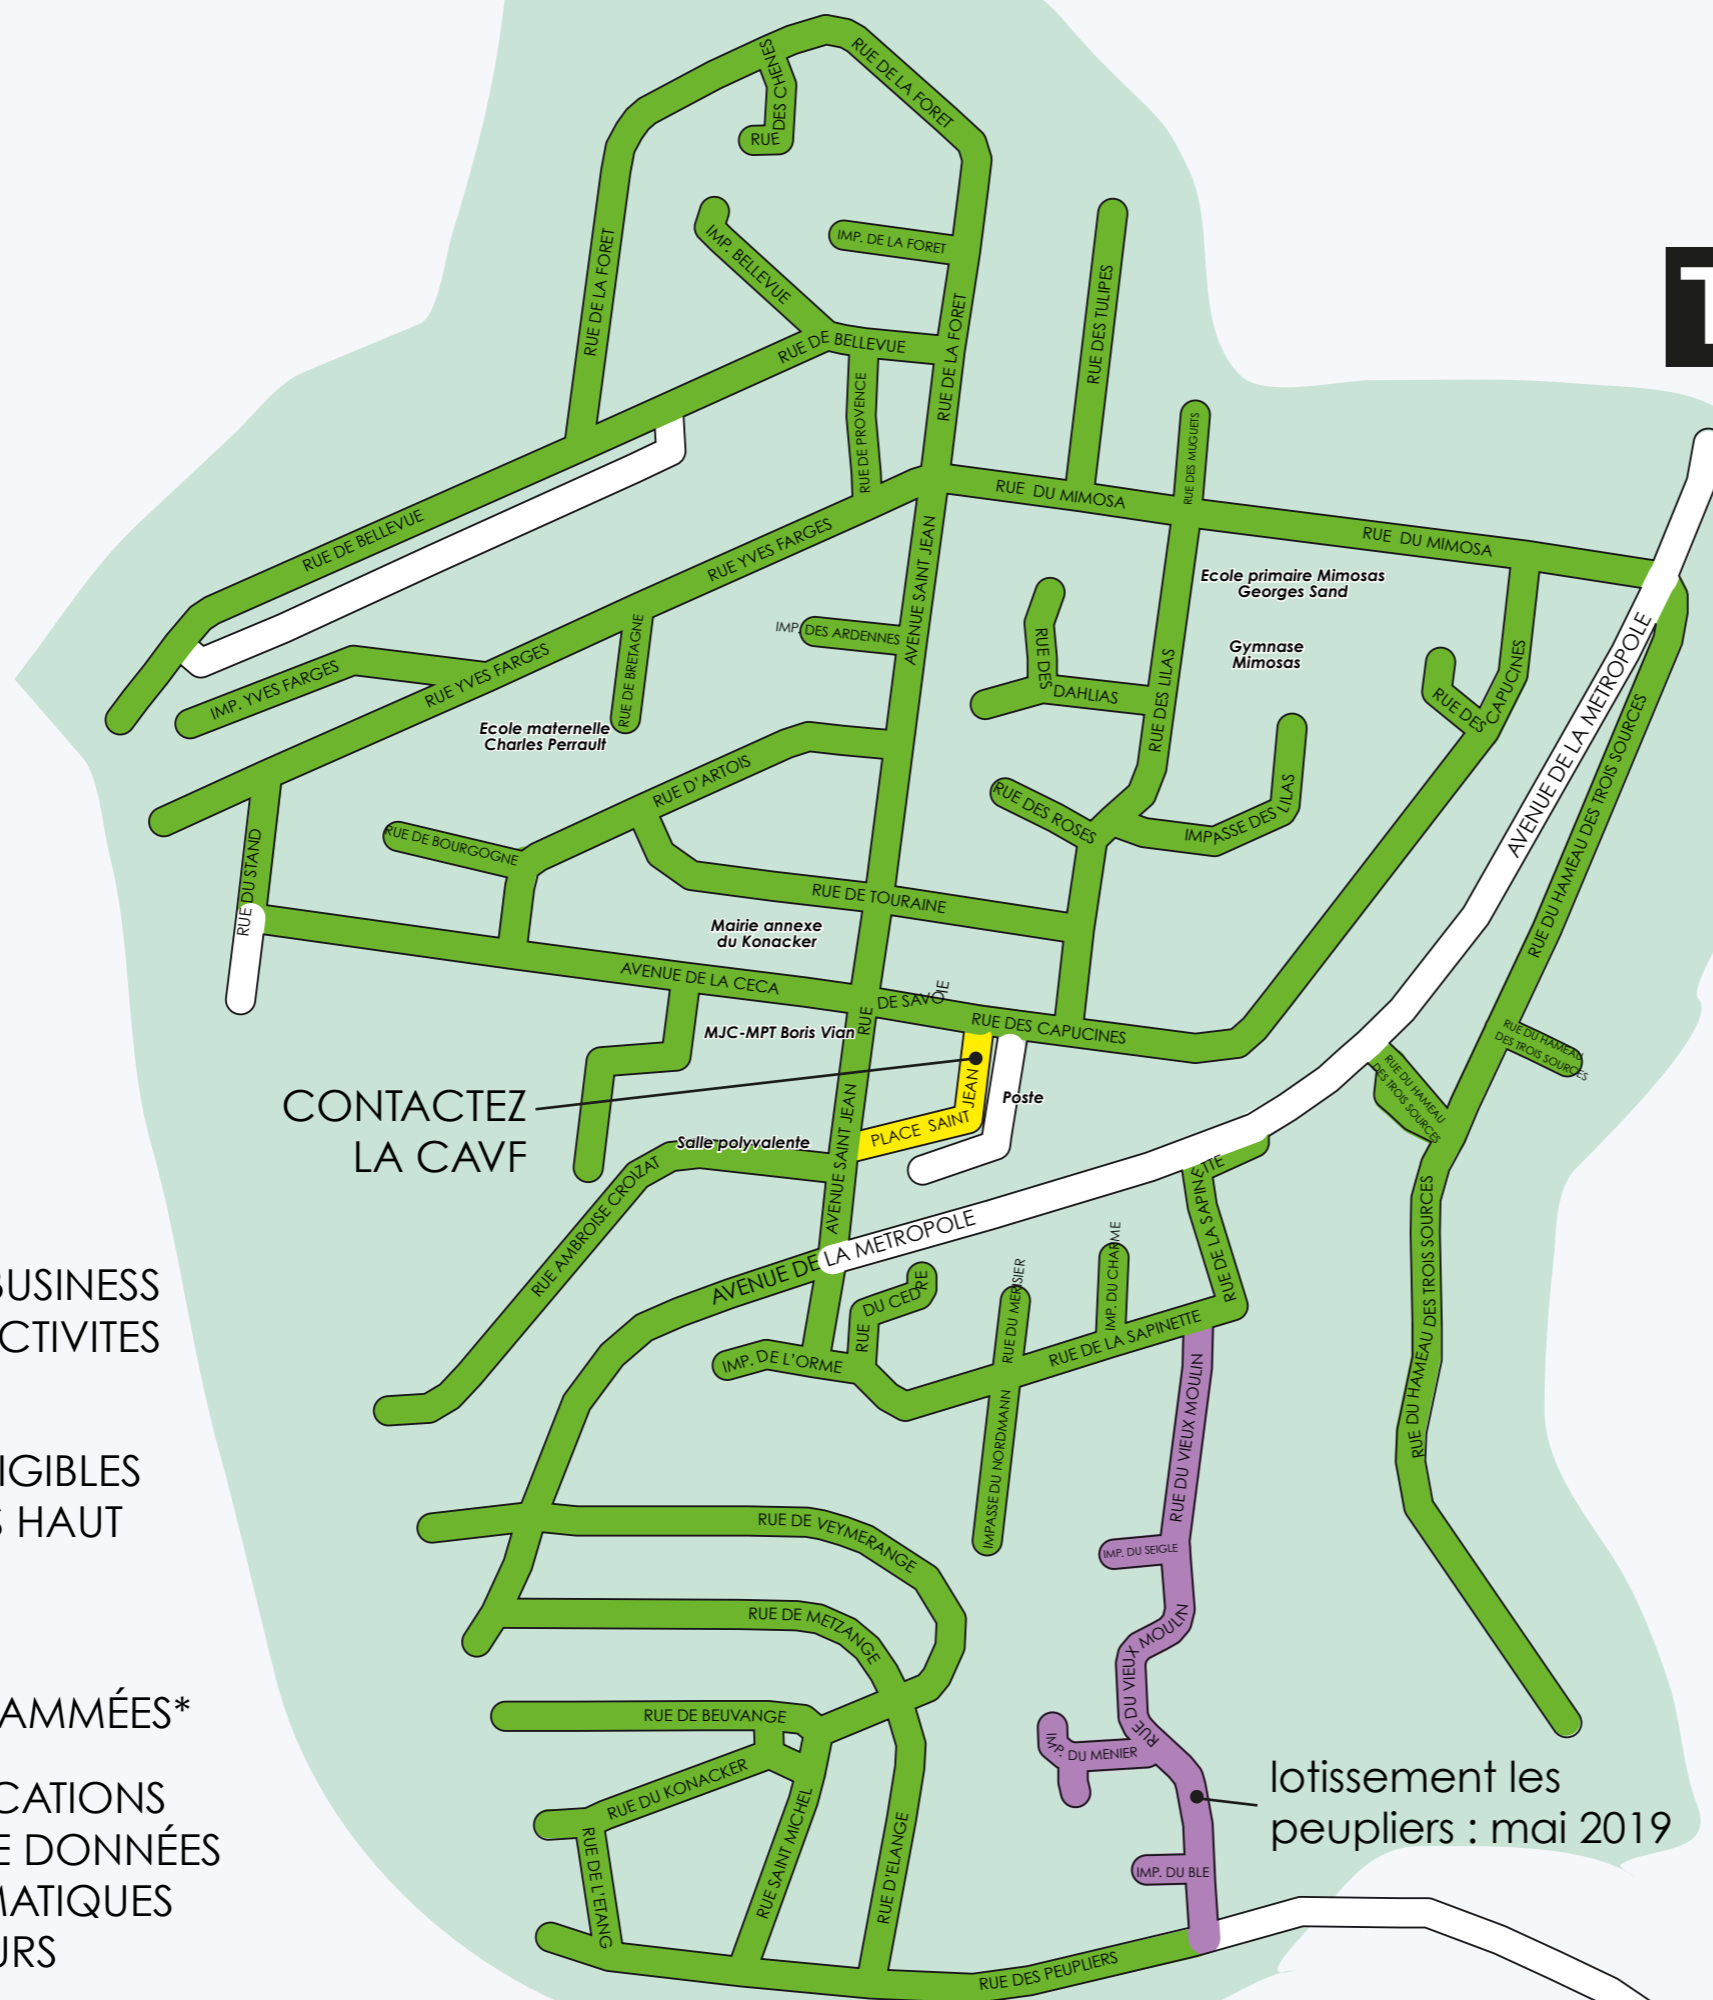 RUE DES CHENES
RUE DE LA FORET
RUE DE LA FORET
IMP. DE LA FORET
IMP. BELLEVUE
RUE DE BELLEVUE
RUE DE LA FORET
RUE DE PROVENCE
RUE DES TULIPES
RUE DES MUGUETS
RUE DU MIMOSA
RUE DU MIMOSA
RUE DE BELLEVUE
RUE YVES FARGES
AVENUE SAINT JEAN
Ecole primaire Mimosas
Georges Sand
Gymnase
Mimosas
IMP. DES ARDENNES
RUE DE BRETAGNE
IMP. YVES FARGES
RUE YVES FARGES
RUE DES DAHLIAS
RUE DES LILAS
RUE DES CAPUCINES
AVENUE DE LA METROPOLE
RUE DU HAMEAU DES TROIS SOURCES
Ecole maternelle
Charles Perrault
RUE D'ARTOIS
RUE DES ROSES
IMPASSE DES LILAS
RUE DE BOURGOGNE
RUE DU STAND
RUE DE TOURAINE
Mairie annexe
du Konacker
AVENUE DE LA CECA
RUE DE SAVOIE
RUE DES CAPUCINES
MJC-MPT Boris Vian
RUE DU HAMEAU
DES TROIS SOURCES
RUE DU HAMEAU
DES TROIS SOURCES
CONTACTEZ
LA CAVF
PLACE SAINT JEAN
Poste
Salle polyvalente
AVENUE SAINT JEAN
RUE AMBROISE CROIZAT
AVENUE DE LA METROPOLE
RUE DE LA SAPINETTE
RUE DU HAMEAU DES TROIS SOURCES
RUE DU CEDRE
RUE DU MERISIER
IMP. DU CHARME
IMP. DE L'ORME
RUE DE LA SAPINETTE
BUSINESS
CTIVITES
IMPASSE DU NORDMANN
RUE DU VIEUX MOULIN
IGIBLES
S HAUT
RUE DE VEYMERANGE
IMP. DU SEIGLE
RUE DE METZANGE
RUE DU VIEUX MOULIN
AMMÉES*
RUE DE BEUVANGE
IMP. DU MENIER
RUE DU KONACKER
lotissement les
peupliers : mai 2019
CATIONS
E DONNÉES
MATIQUES
URS
RUE DE L'ETANG
RUE SAINT MICHEL
RUE D'ELANGE
IMP. DU BLE
RUE DES PEUPLIERS